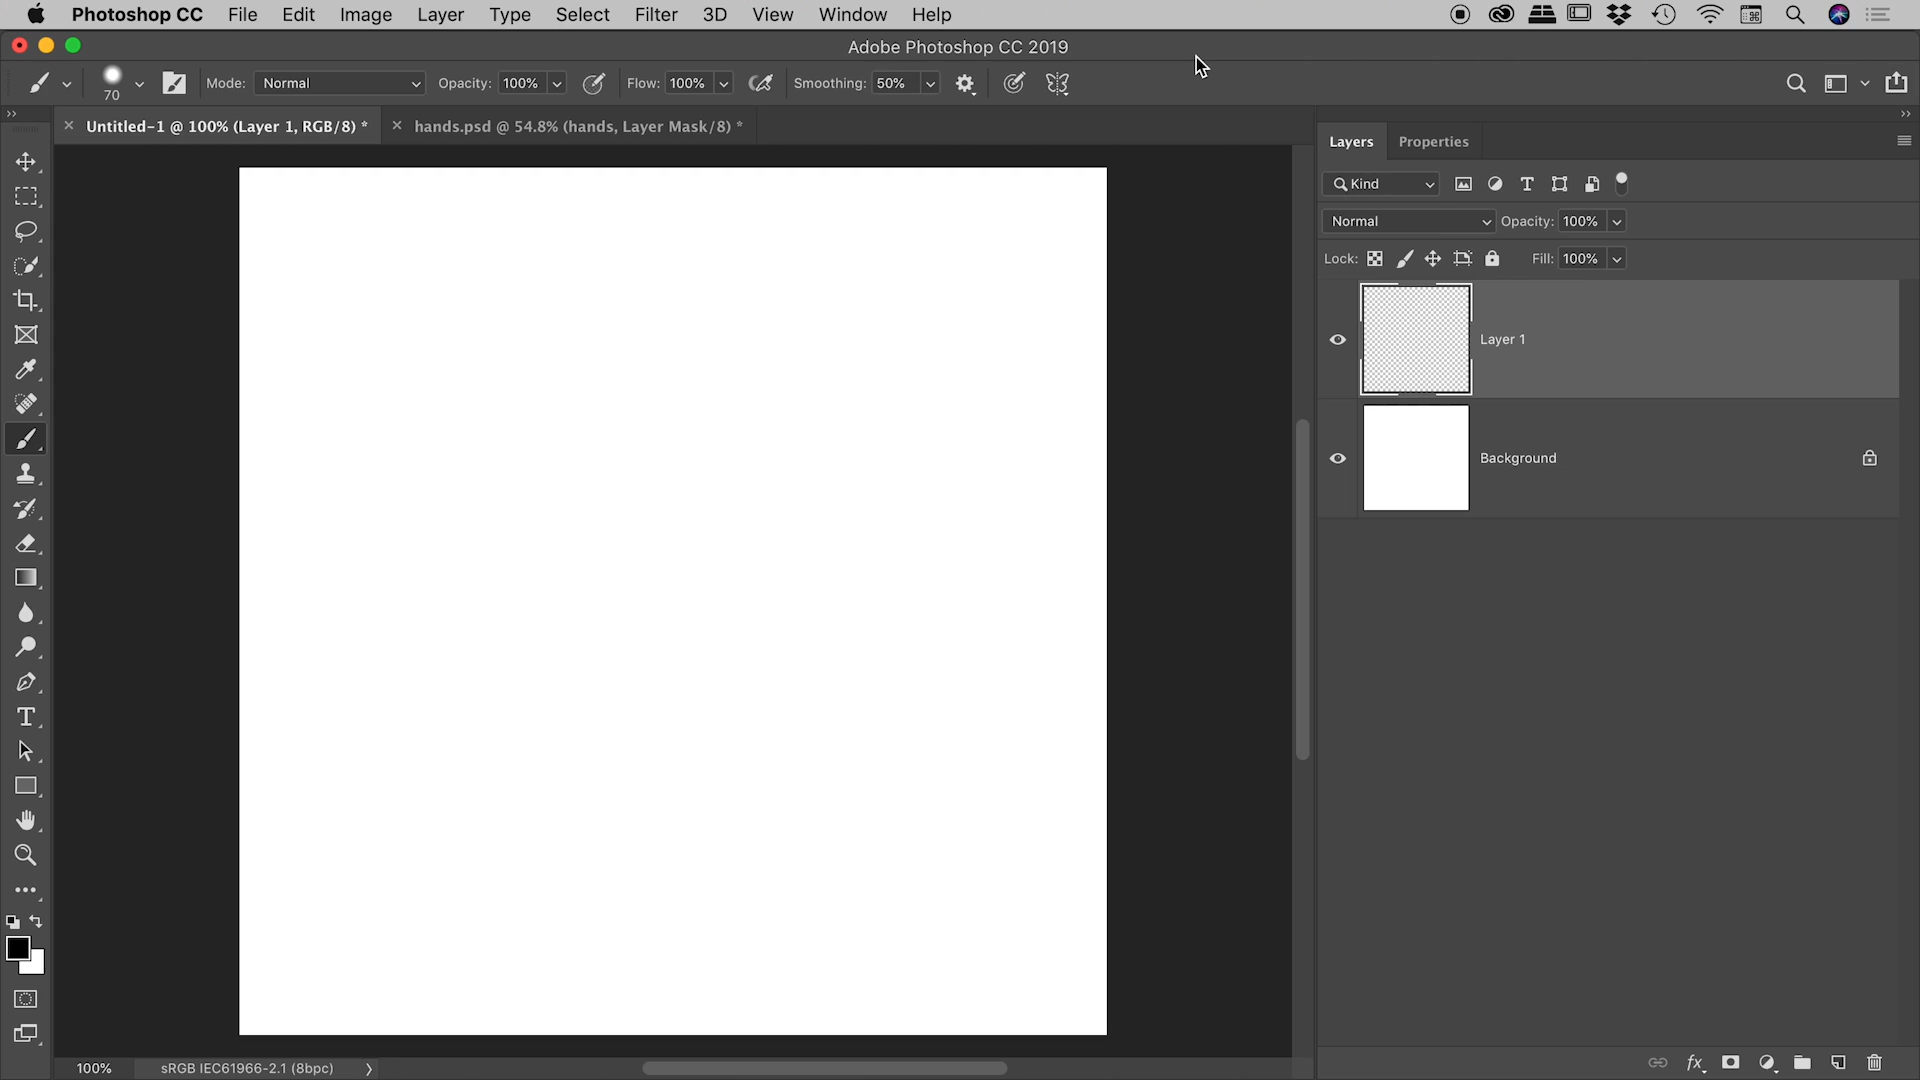 Photoshop CC File Edit Image Layer Type Select Filter 3D View Window Help
Adobe Photoshop CC 2019
70 Mode: Normal Opacity: 100% Flow: 100% Smoothing: 50%
Untitled-1 @ 100% (Layer 1, RGB/8) * hands.psd @ 54.8% (hands, Layer Mask/8) *
Layers Properties
Kind
Normal Opacity: 100%
Lock: Fill: 100%
Layer 1
Background
100% sRGB IEC61966-2.1 (8bpc)